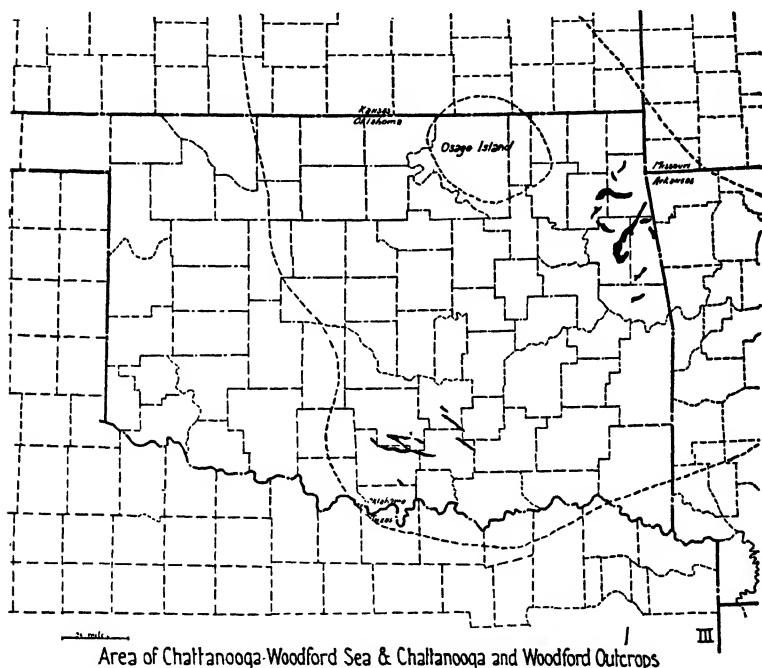 Kansas
Oklahoma
Osage Island
Missouri
Arkansas
Oklahoma
Texas
III
Area of Chattanooga-Woodford Sea & Chattanooga and Woodford Outcrops